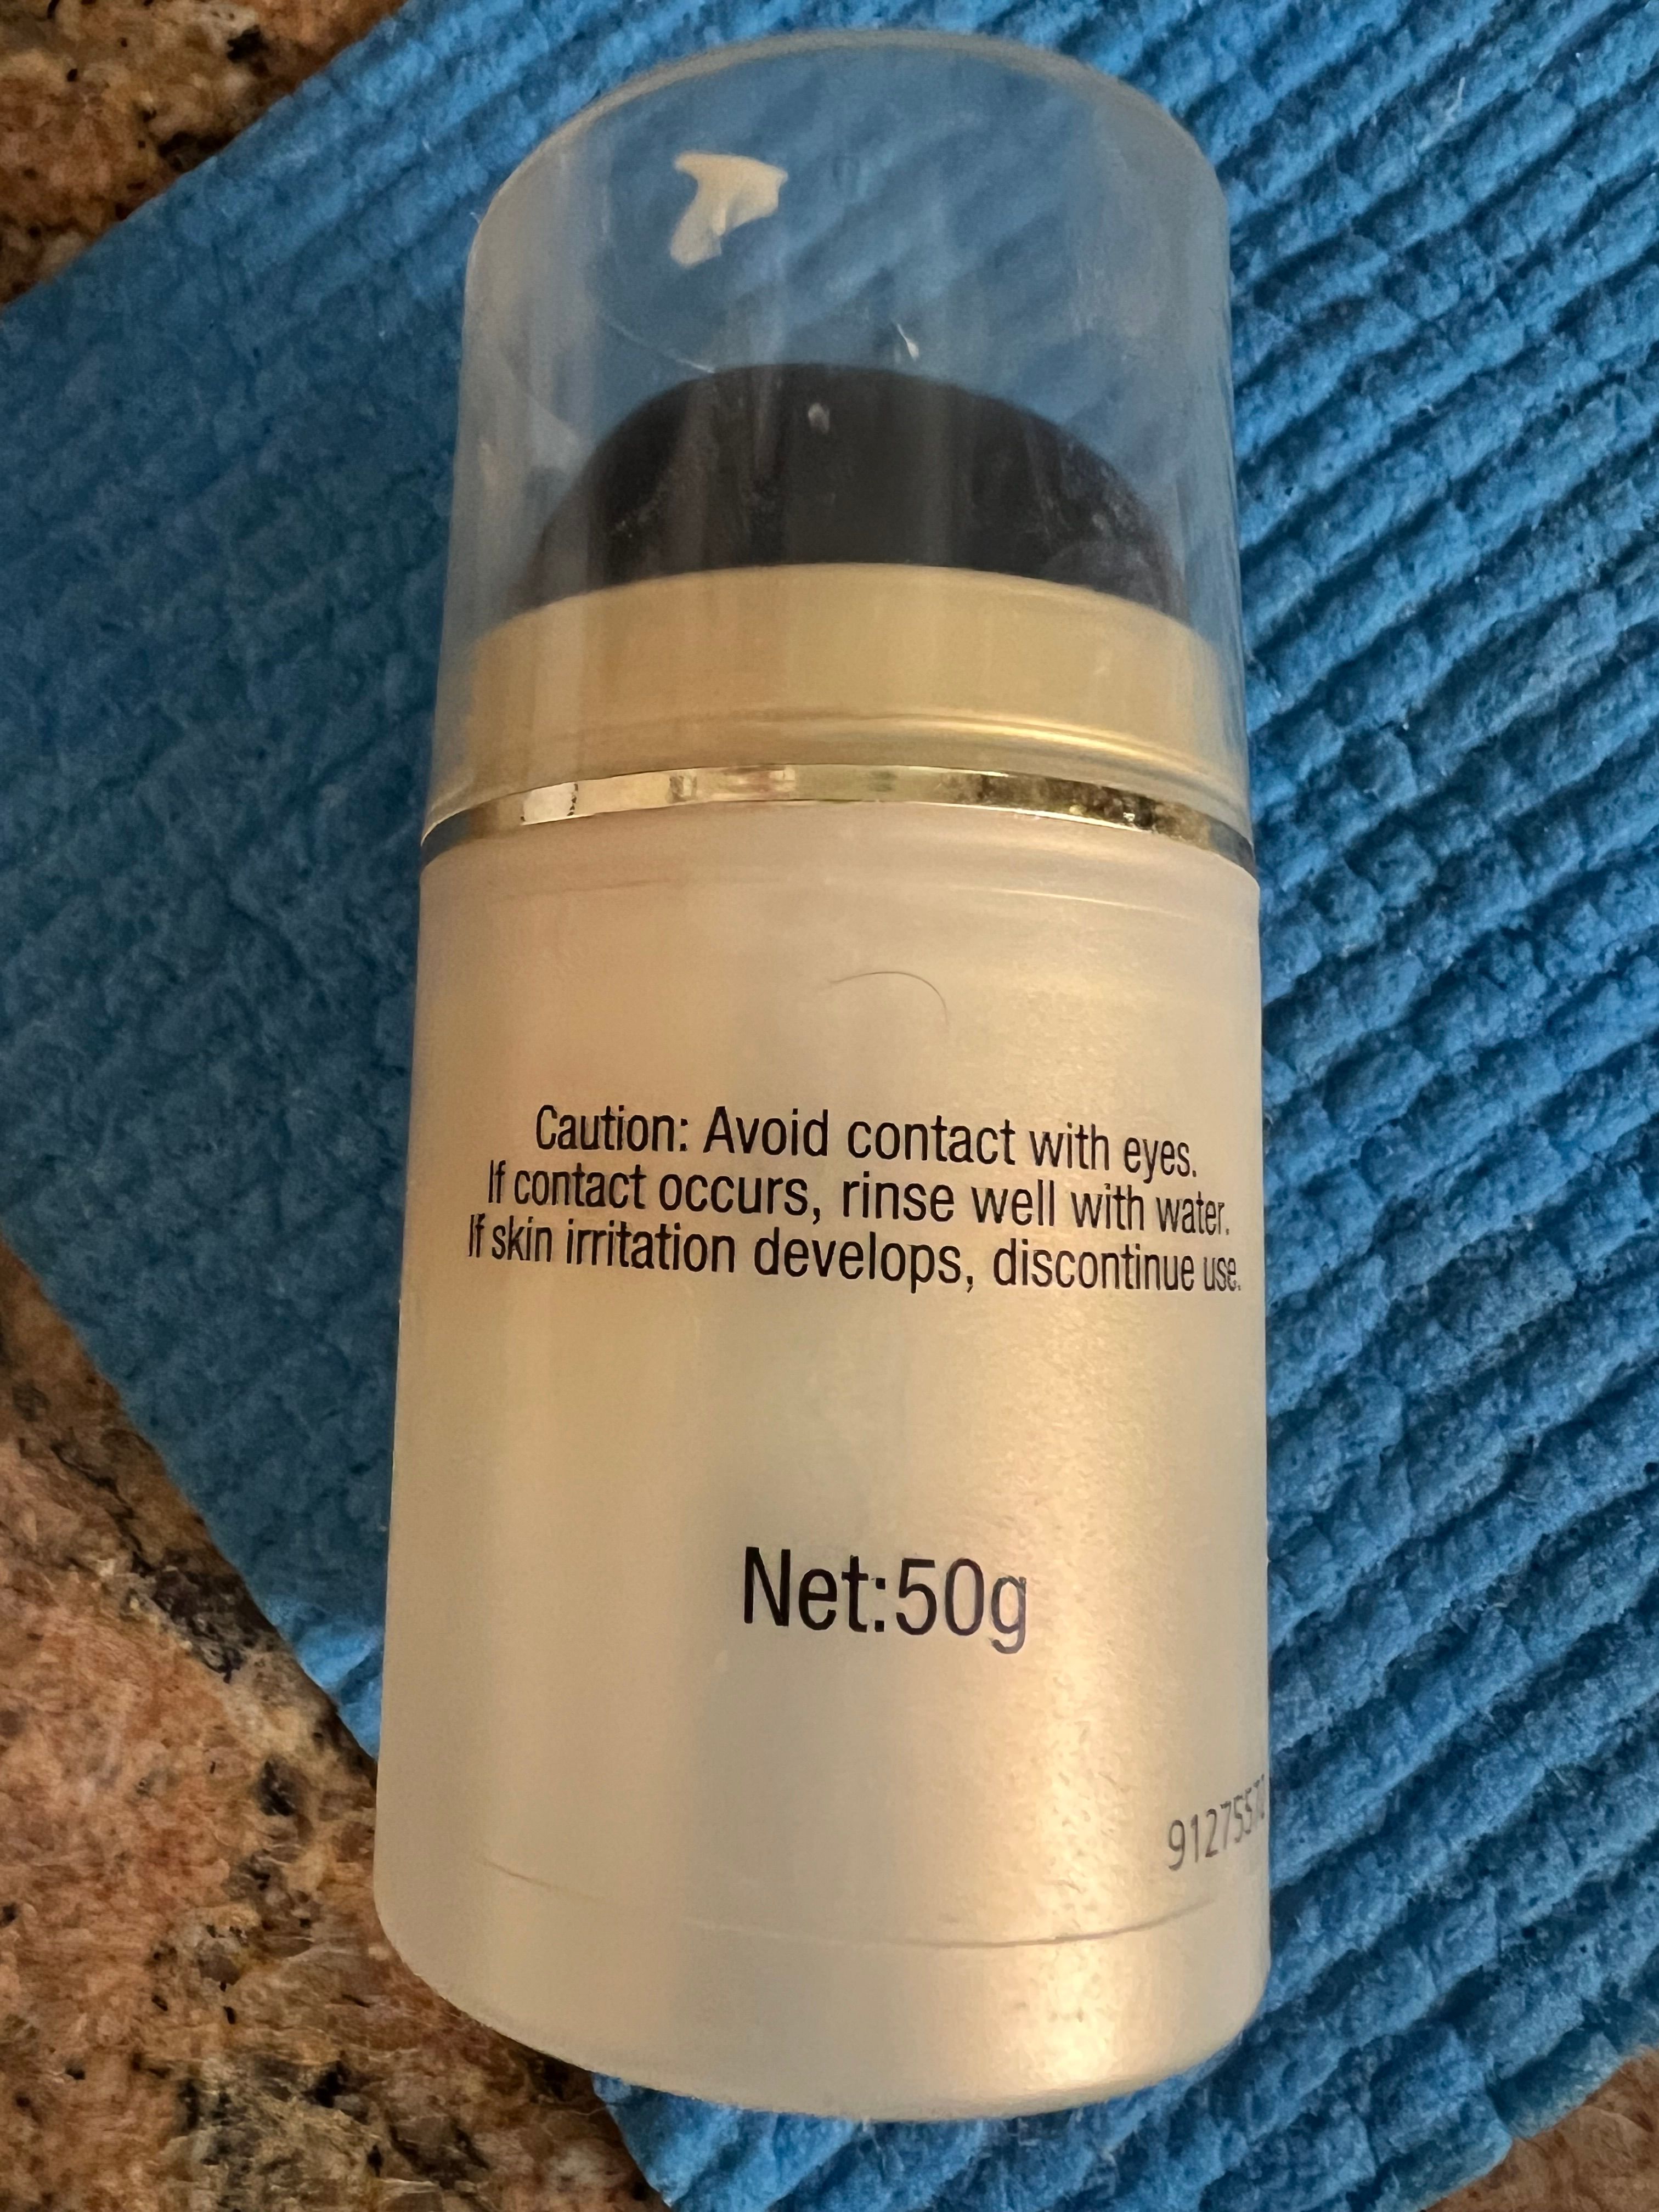 Caution: Avoid contact with eyes.
If contact occurs, rinse well with water.
If skin irritation develops, discontinue use.
Net:50g